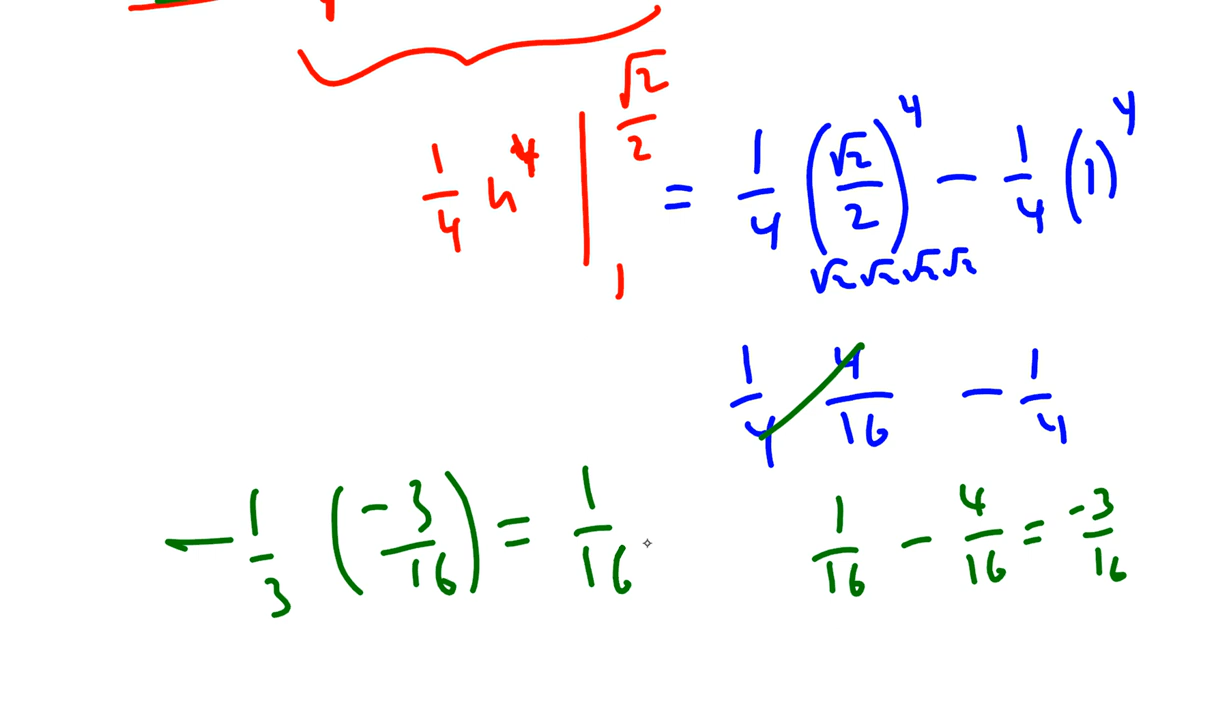 1/4 u^4 |_1^(√2/2) = 1/4 (√2/2)^4 − 1/4 (1)^4
√2 √2 √2 √2
1/4 4/16 − 1/4
− 1/3 (−3/16) = 1/16
1/16 − 4/16 = −3/16